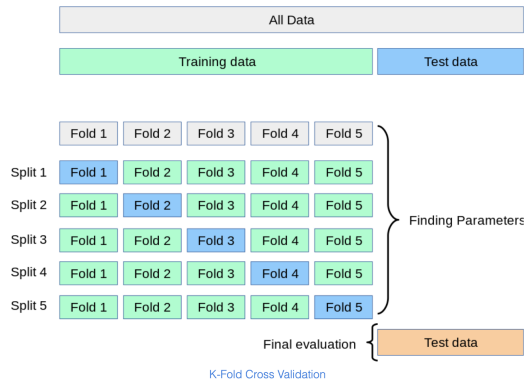 All Data
Training data Test data
Fold 1 Fold 2 Fold 3 Fold 4 Fold 5
Split 1 Fold 1 Fold 2 Fold 3 Fold 4 Fold 5
Split 2 Fold 1 Fold 2 Fold 3 Fold 4 Fold 5
Finding Parameters
Split 3 Fold 1 Fold 2 Fold 3 Fold 4 Fold 5
Split 4 Fold 1 Fold 2 Fold 3 Fold 4 Fold 5
Split 5 Fold 1 Fold 2 Fold 3 Fold 4 Fold 5
Final evaluation Test data
K-Fold Cross Validation